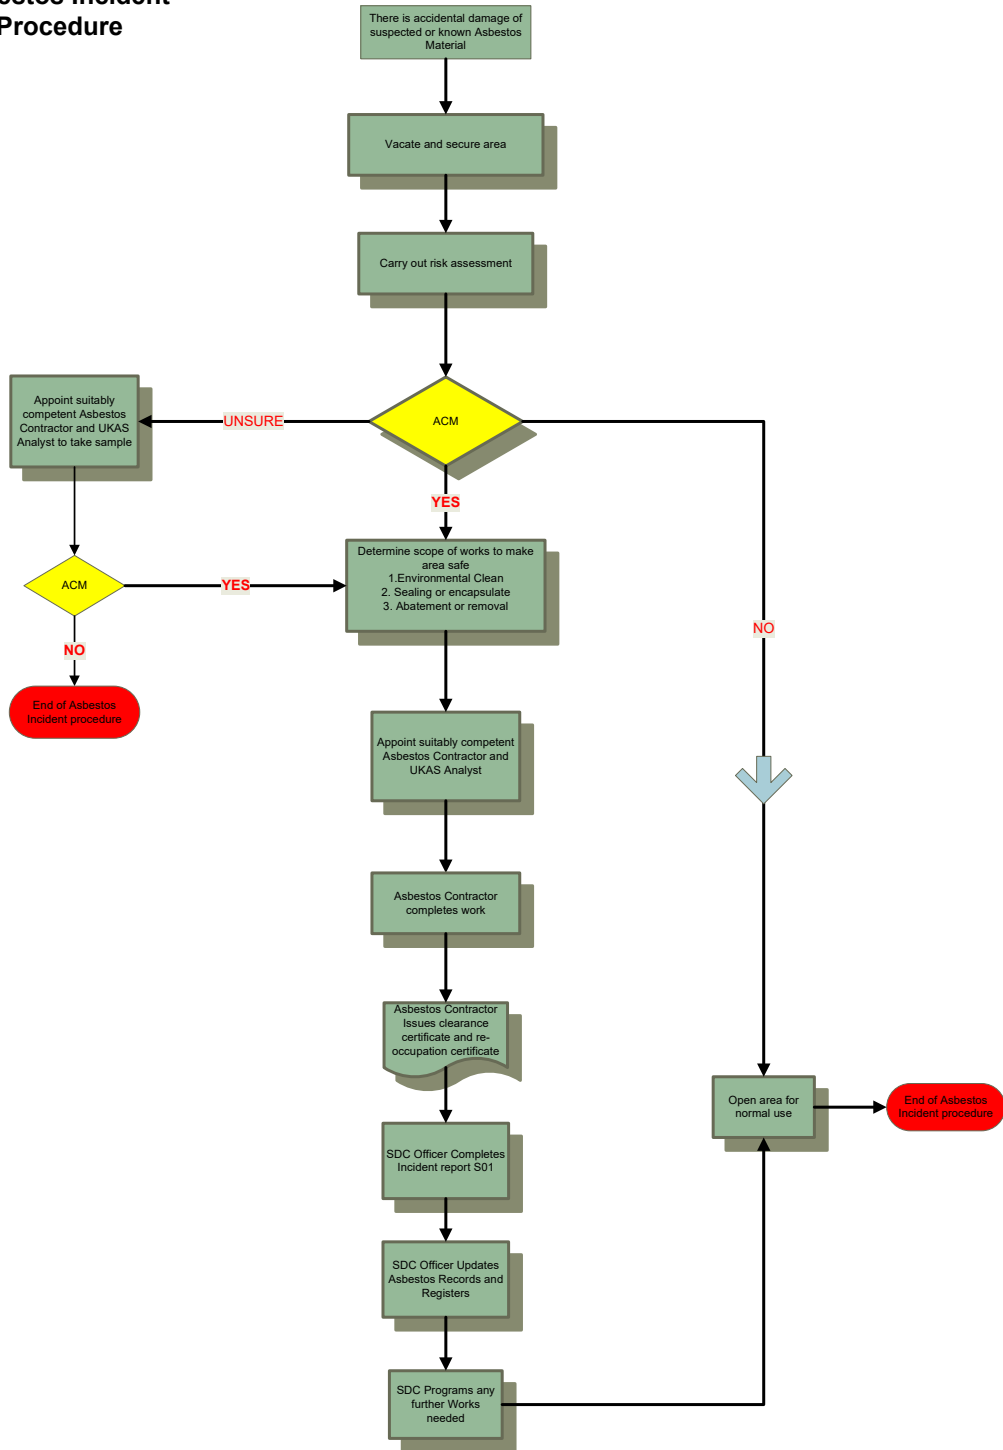 Incident
Procedure
There is accidental damage of
suspected or known Asbestos
Material
Vacate and secure area
Carry out risk assessment
ACM
UNSURE
Appoint suitably
competent Asbestos
Contractor and UKAS
Analyst to take sample
YES
NO
ACM
YES
NO
End of Asbestos
Incident procedure
Determine scope of works to make
area safe
1.Environmental Clean
2. Sealing or encapsulate
3. Abatement or removal
Appoint suitably competent
Asbestos Contractor and
UKAS Analyst
Asbestos Contractor
completes work
Asbestos Contractor
Issues clearance
certificate and re-
occupation certificate
SDC Officer Completes
Incident report S01
SDC Officer Updates
Asbestos Records and
Registers
SDC Programs any
further Works
needed
Open area for
normal use
End of Asbestos
Incident procedure